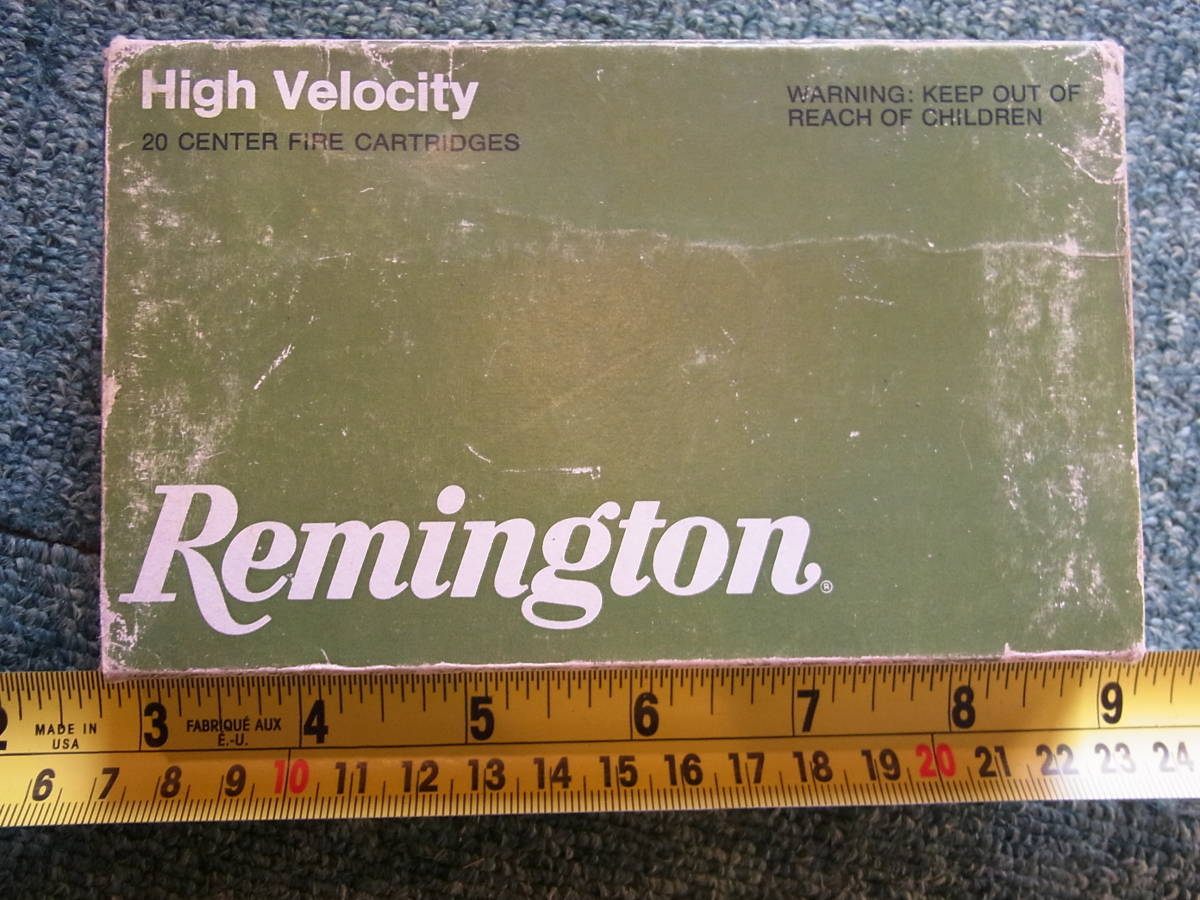 High Velocity
20 CENTER FIRE CARTRIDGES
WARNING: KEEP OUT OF
REACH OF CHILDREN
Remington®
2 MADE IN USA 3 FABRIQUÉ AUX É.-U. 4 5 6 7 8 9
6 7 8 9 10 11 12 13 14 15 16 17 18 19 20 21 22 23 24